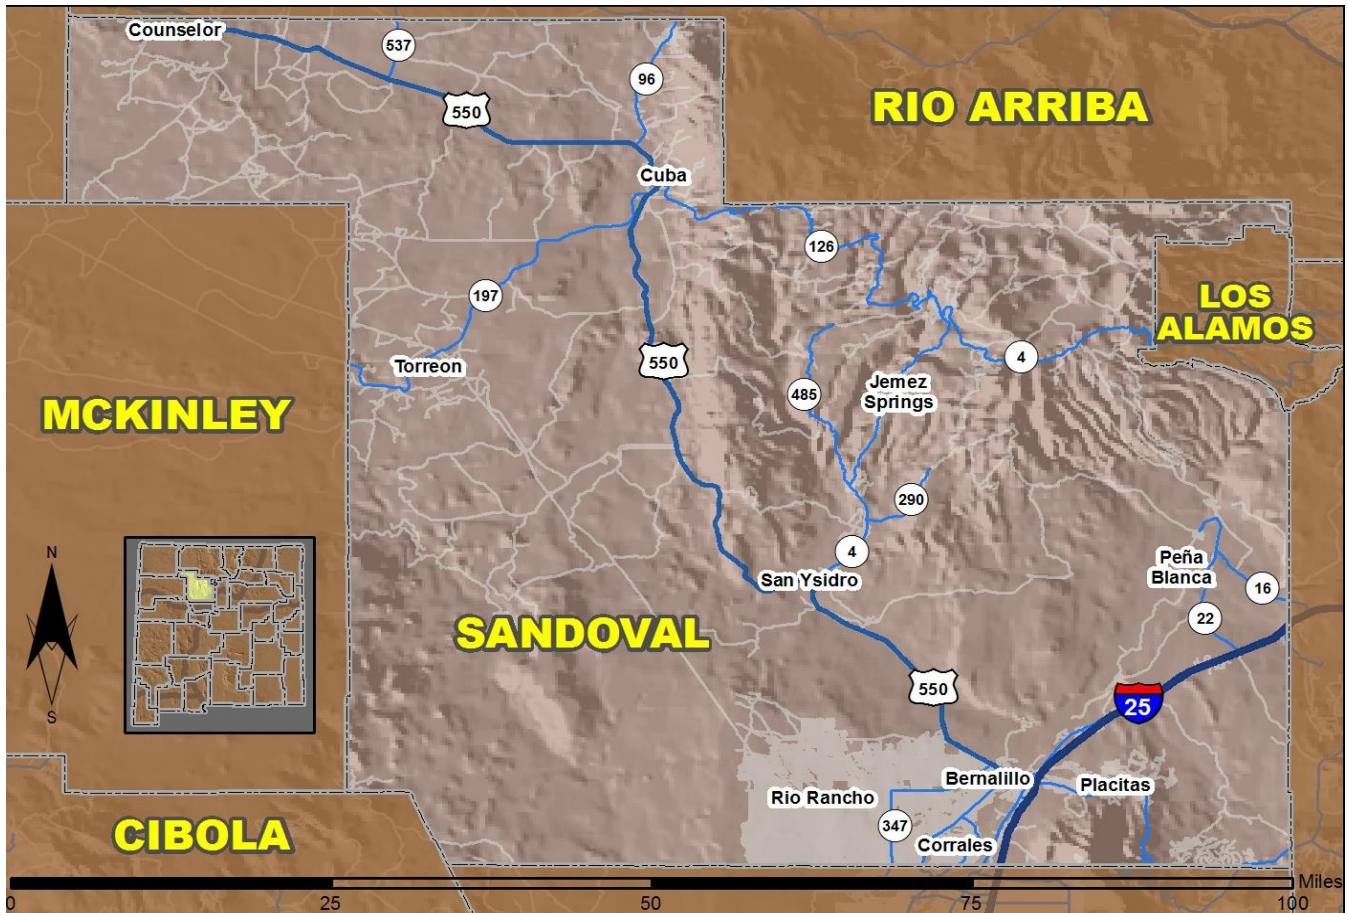 Counselor
537
96
550
RIO ARRIBA
Cuba
126
197
LOS
ALAMOS
550
4
Torreon
Jemez
Springs
485
MCKINLEY
290
N
4
Peña
Blanca
San Ysidro
16
22
SANDOVAL
550
25
S
Bernalillo
Placitas
Rio Rancho
347
CIBOLA
Corrales
Miles
0
25
50
75
100